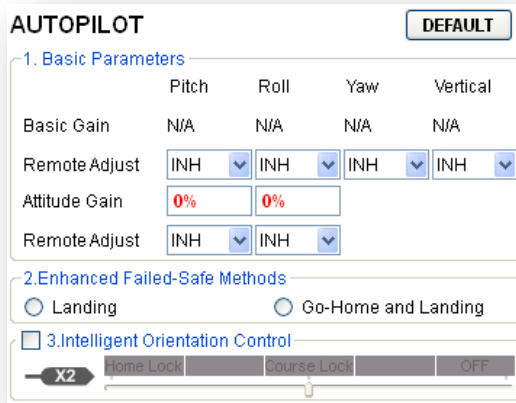 AUTOPILOT DEFAULT
1. Basic Parameters
Pitch Roll Yaw Vertical
Basic Gain N/A N/A N/A N/A
Remote Adjust INH INH INH INH
Attitude Gain 0% 0%
Remote Adjust INH INH
2.Enhanced Failed-Safe Methods
Landing Go-Home and Landing
3.Intelligent Orientation Control
X2 Home Lock Course Lock OFF